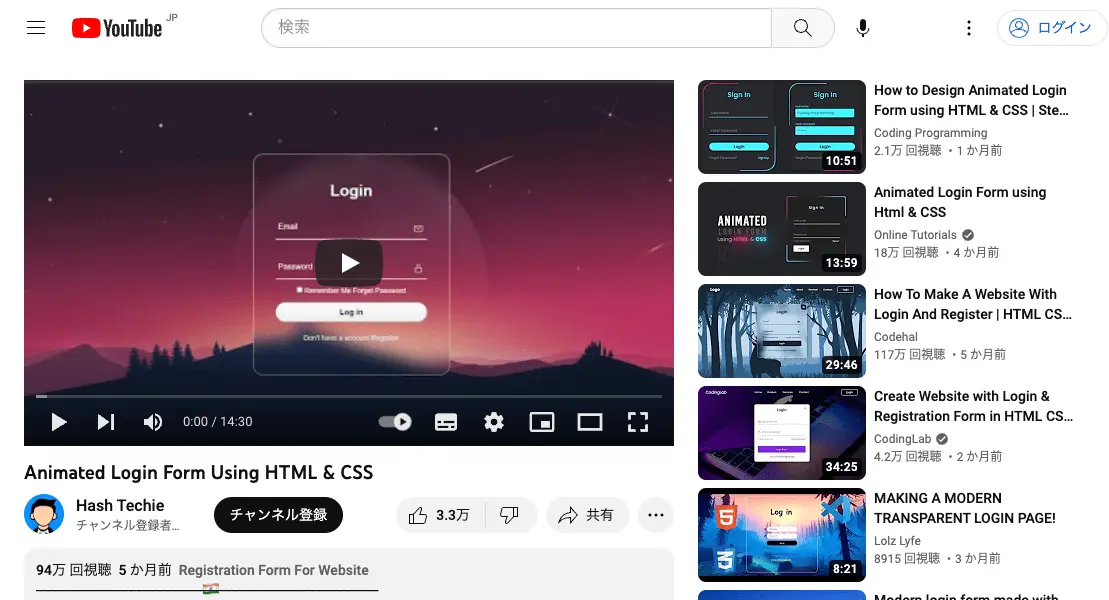 YouTube JP
検索
ログイン
Login
Email
Password
Remember Me Forget Password
Log in
Don't have a account Register
0:00 / 14:30
Animated Login Form Using HTML & CSS
Hash Techie
チャンネル登録者...
チャンネル登録
3.3万
共有
94万 回視聴 5 か月前 Registration Form For Website
Sign In
Sign In
Login
Login
10:51
How to Design Animated Login
Form using HTML & CSS | Ste...
Coding Programming
2.1万 回視聴 ・1 か月前
ANIMATED
LOGIN FORM
using HTML & CSS
Sign In
13:59
Animated Login Form using
Html & CSS
Online Tutorials
18万 回視聴 ・4 か月前
Logo
Login
29:46
How To Make A Website With
Login And Register | HTML CS...
Codehal
117万 回視聴 ・5 か月前
CodingLab
Login
34:25
Create Website with Login &
Registration Form in HTML CS...
CodingLab
4.2万 回視聴 ・2 か月前
5
3
Log in
8:21
MAKING A MODERN
TRANSPARENT LOGIN PAGE!
Lolz Lyfe
8915 回視聴 ・3 か月前
Modern login form made with